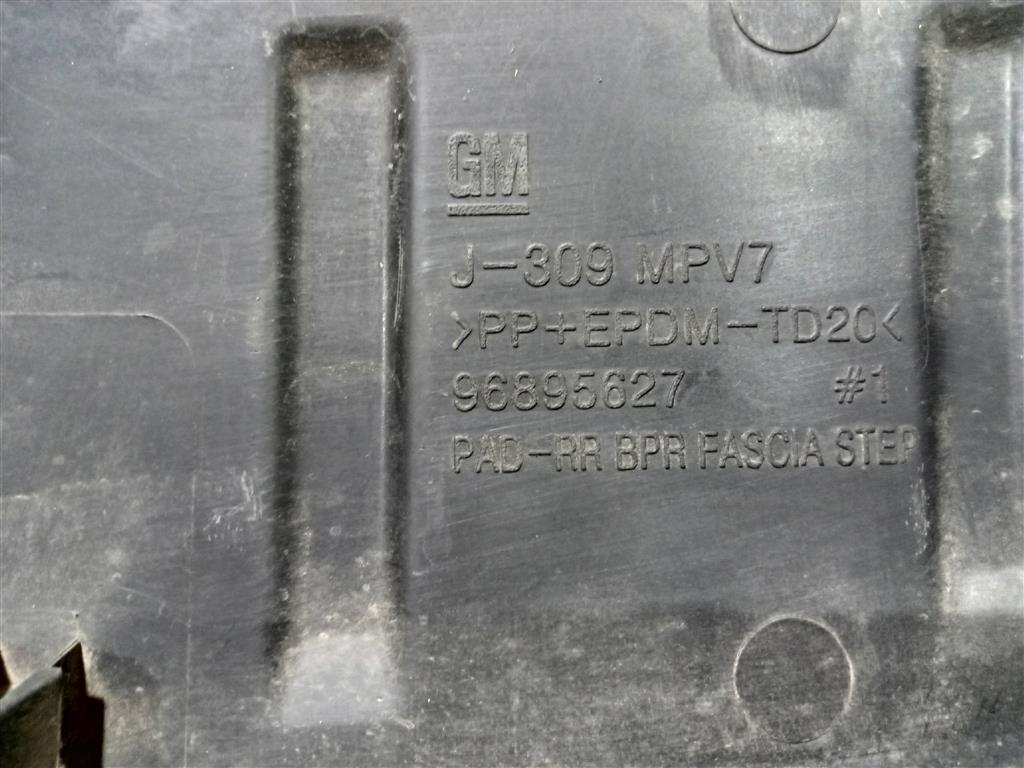 GM
J-309 MPV7
>PP+EPDM-TD20<
96895627 #1
PAD-RR BPR FASCIA STEP